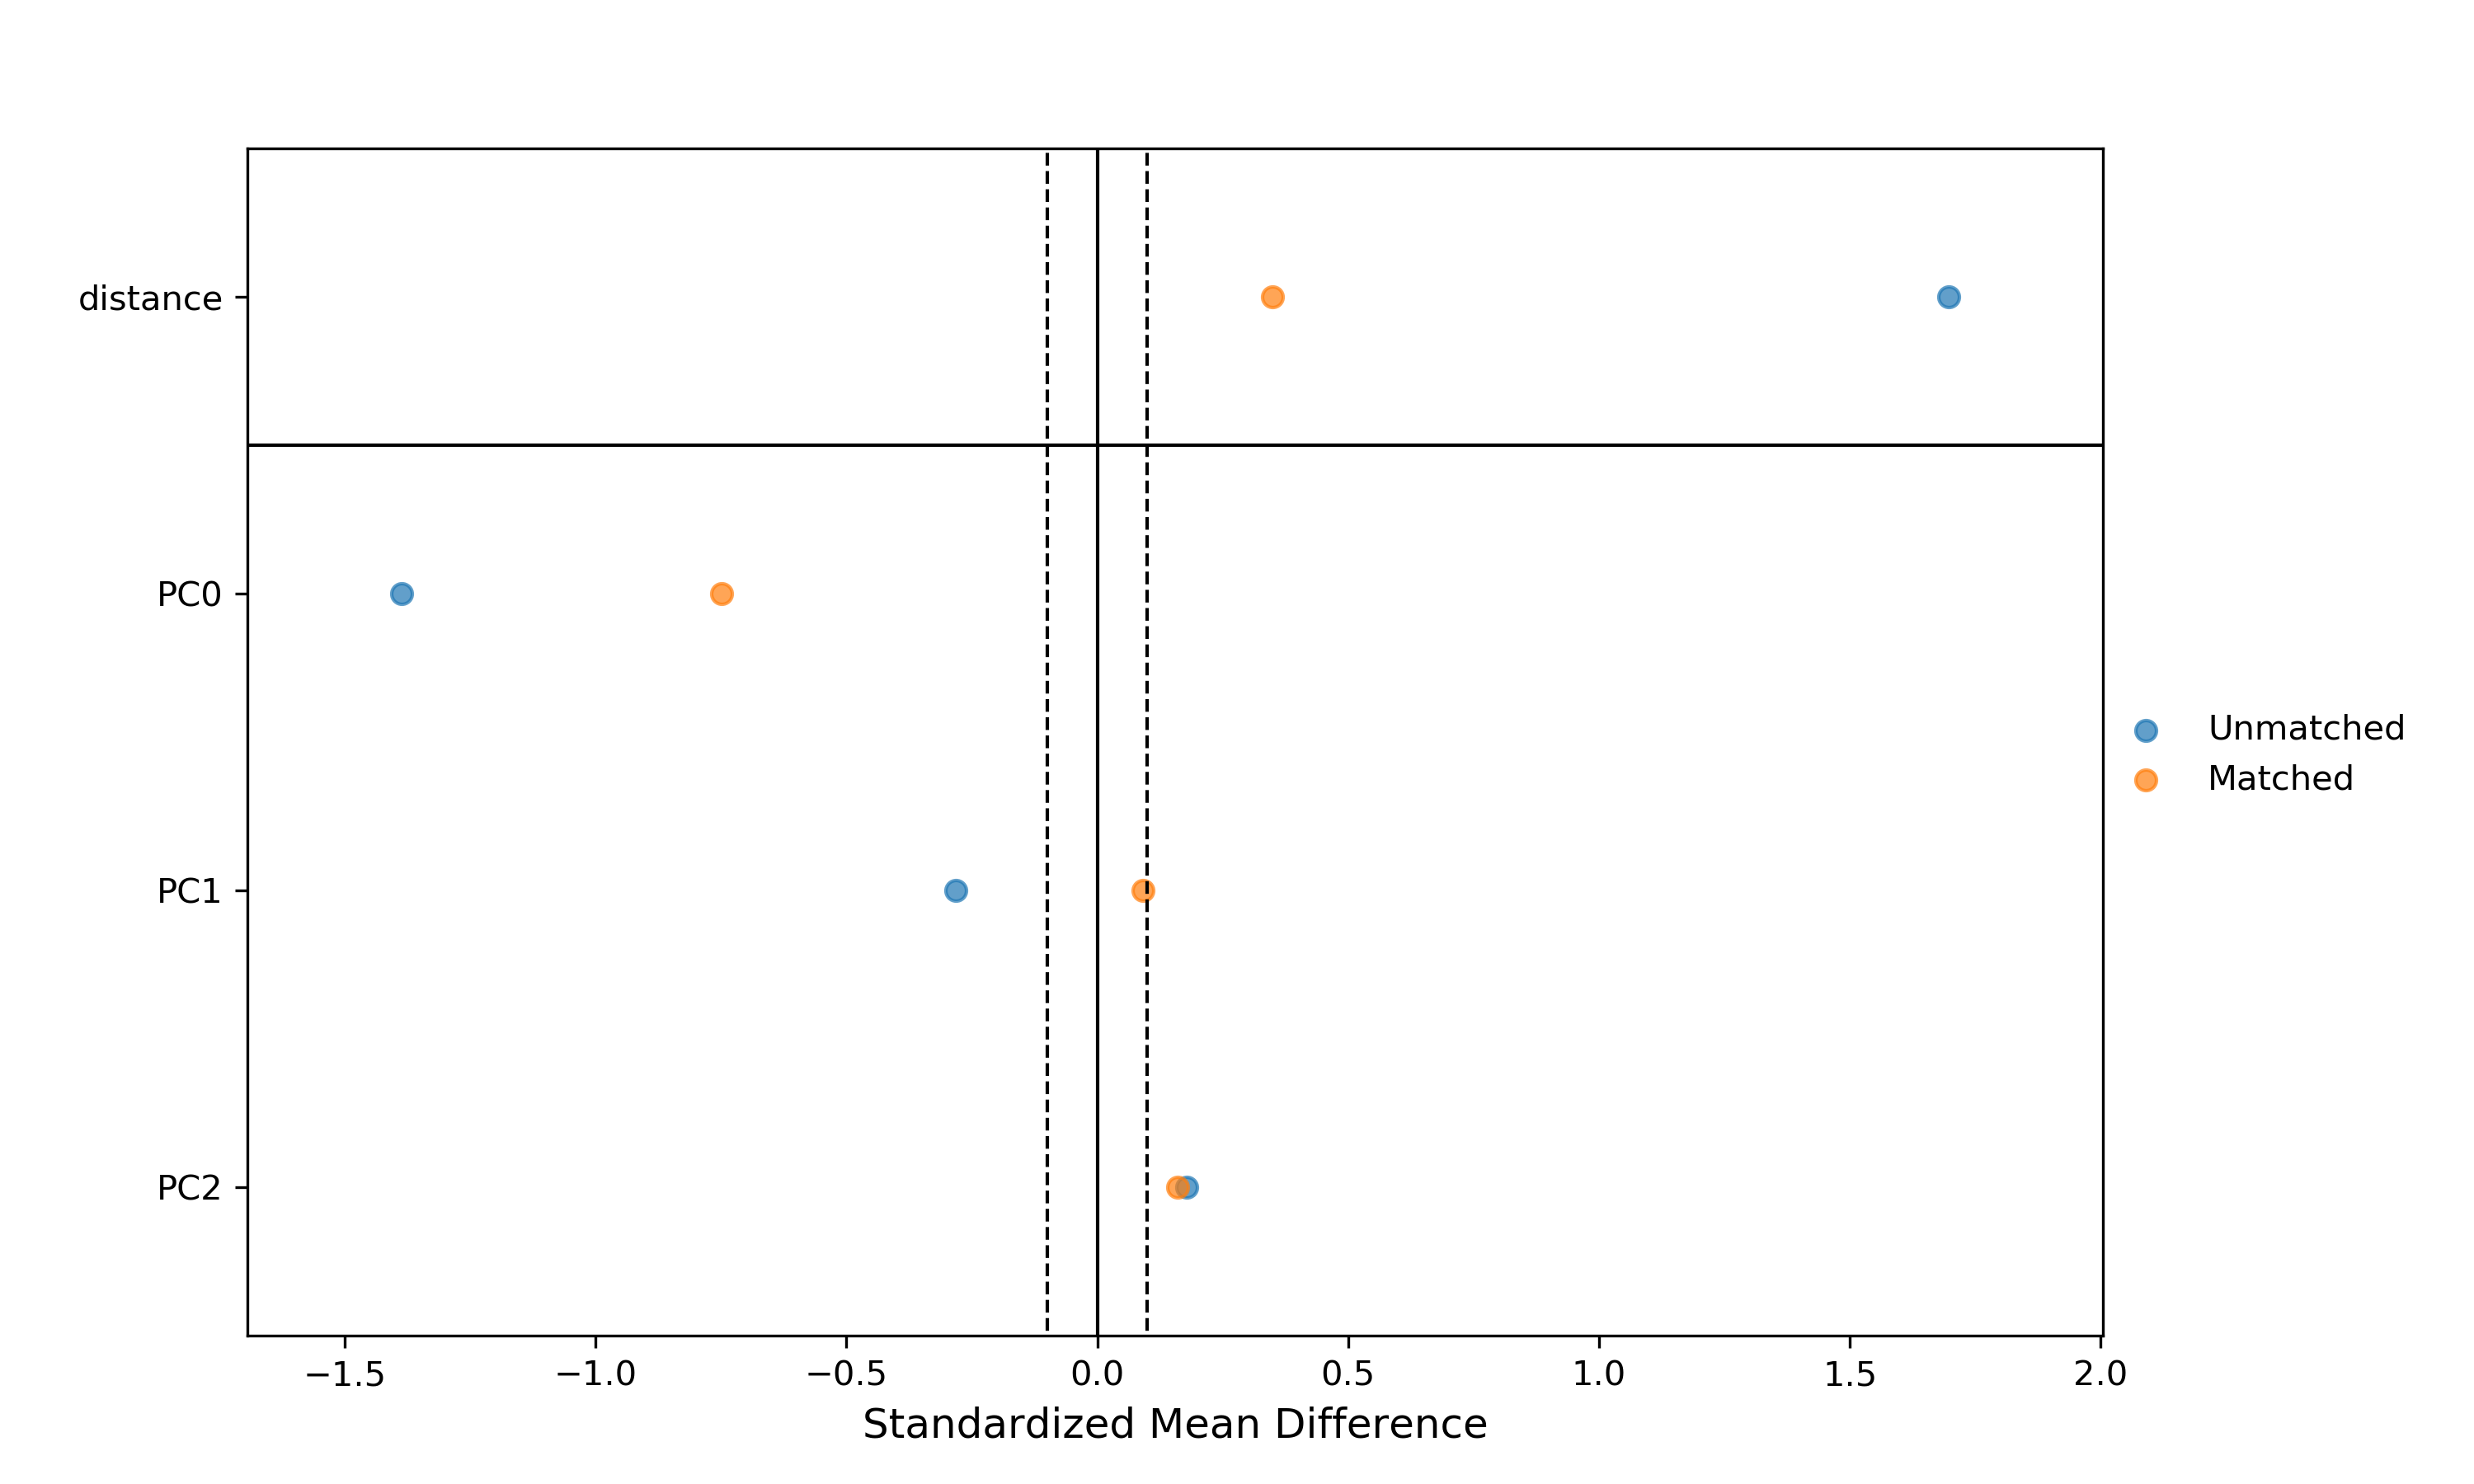 distance
PC0
PC1
PC2
−1.5 −1.0 −0.5 0.0 0.5 1.0 1.5 2.0
Standardized Mean Difference
Unmatched
Matched